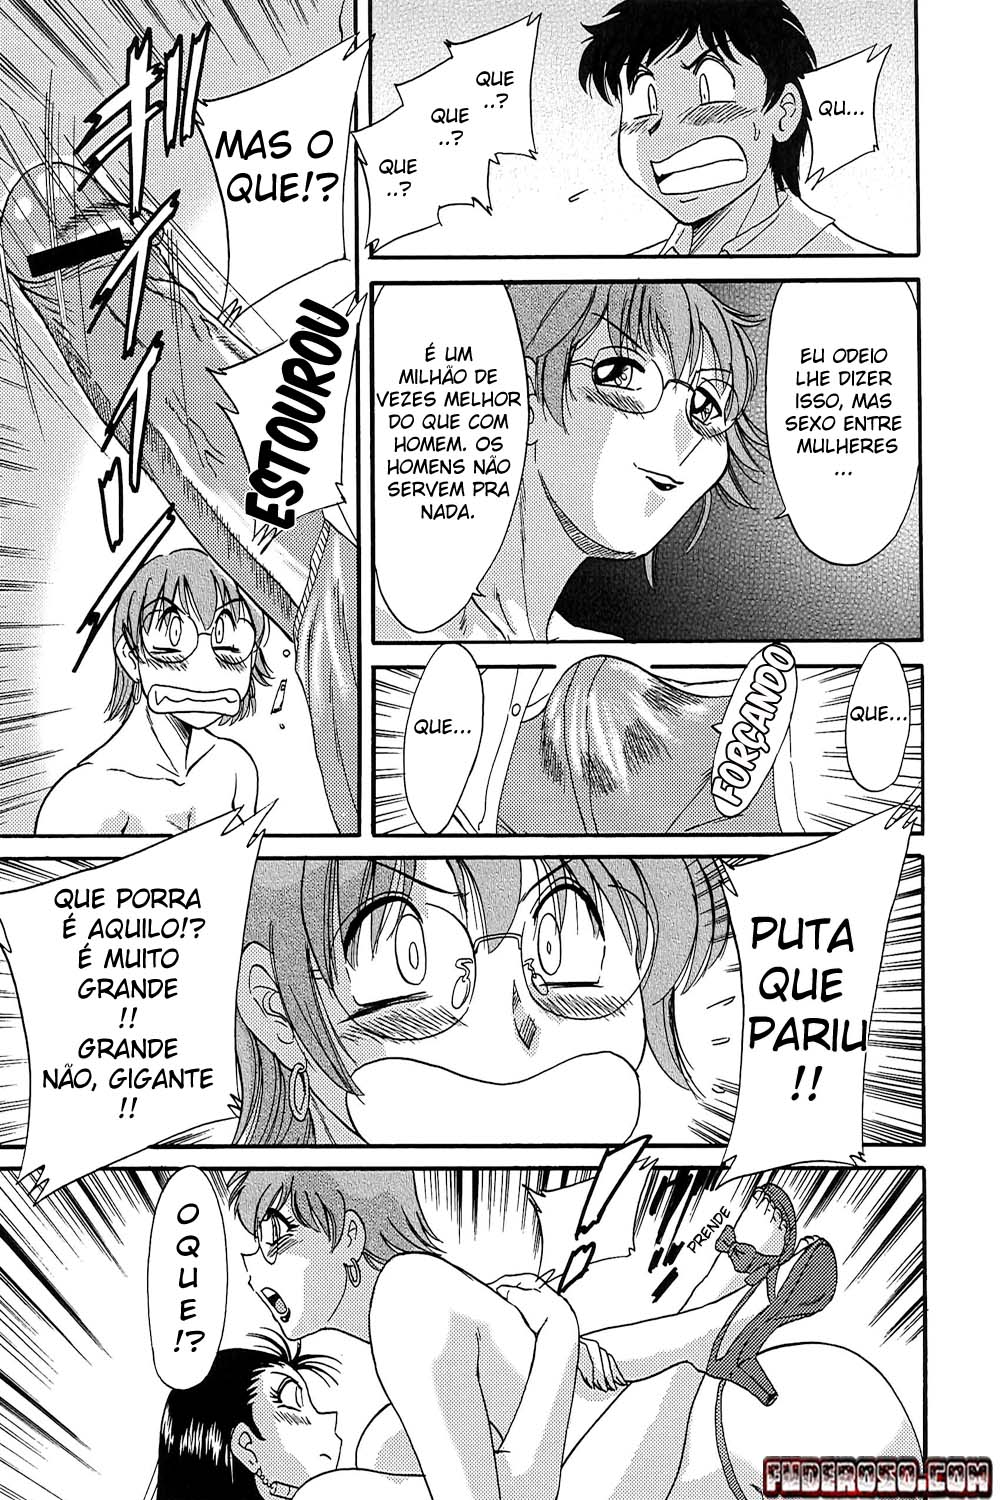 QU...
QUE
..?
QUE
..?
QUE
..?
EU ODEIO
LHE DIZER
ISSO, MAS
SEXO ENTRE
MULHERES
...
É UM
MILHÃO DE
VEZES MELHOR
DO QUE COM
HOMEM. OS
HOMENS NÃO
SERVEM PRA
NADA.
QUE...
FORÇANDO
QUE...
MAS O
QUE!?
ESTOUROU
PUTA
QUE
PARIU
!!
QUE PORRA
É AQUILO!?
É MUITO
GRANDE
!!
GRANDE
NÃO, GIGANTE
!!
PRENDE
O QUE!?
FUDEROSO.COM